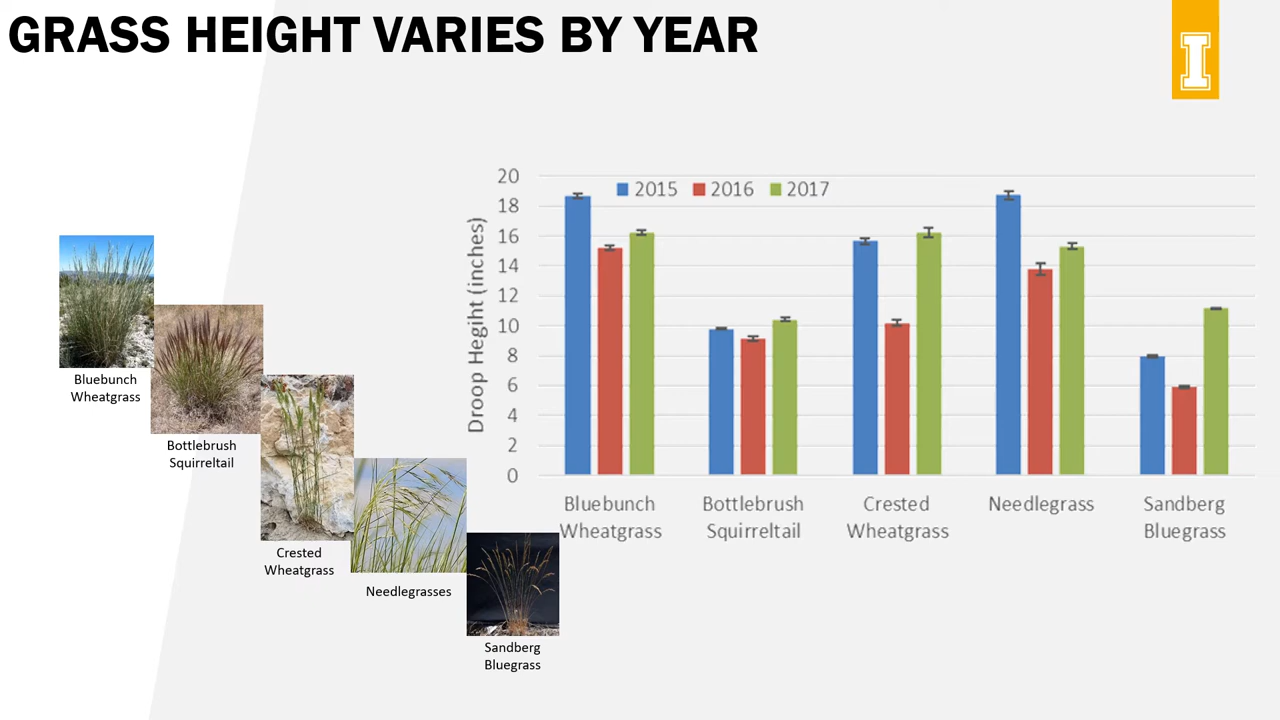 GRASS HEIGHT VARIES BY YEAR
I
Bluebunch
Wheatgrass
Bottlebrush
Squirreltail
Crested
Wheatgrass
Needlegrasses
Sandberg
Bluegrass
Droop Hegiht (inches)
20
18
16
14
12
10
8
6
4
2
0
2015 2016 2017
Bluebunch
Wheatgrass
Bottlebrush
Squirreltail
Crested
Wheatgrass
Needlegrass
Sandberg
Bluegrass